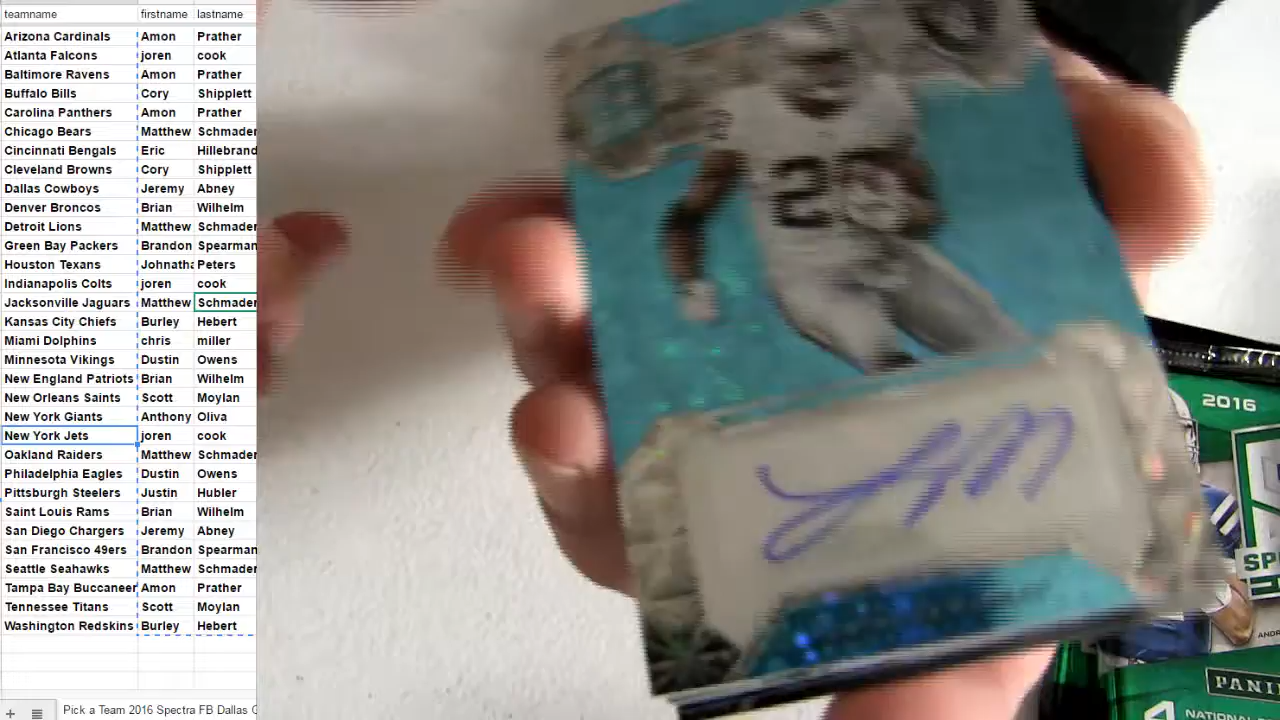 teamname firstname lastname
Arizona Cardinals Amon Prather
Atlanta Falcons joren cook
Baltimore Ravens Amon Prather
Buffalo Bills Cory Shipplett
Carolina Panthers Amon Prather
Chicago Bears Matthew Schmader
Cincinnati Bengals Eric Hillebrand
Cleveland Browns Cory Shipplett
Dallas Cowboys Jeremy Abney
Denver Broncos Brian Wilhelm
Detroit Lions Matthew Schmader
Green Bay Packers Brandon Spearman
Houston Texans Johnatha Peters
Indianapolis Colts joren cook
Jacksonville Jaguars Matthew Schmader
Kansas City Chiefs Burley Hebert
Miami Dolphins chris miller
Minnesota Vikings Dustin Owens
New England Patriots Brian Wilhelm
New Orleans Saints Scott Moylan
New York Giants Anthony Oliva
New York Jets joren cook
Oakland Raiders Matthew Schmader
Philadelphia Eagles Dustin Owens
Pittsburgh Steelers Justin Hubler
Saint Louis Rams Brian Wilhelm
San Diego Chargers Jeremy Abney
San Francisco 49ers Brandon Spearman
Seattle Seahawks Matthew Schmader
Tampa Bay Buccaneer Amon Prather
Tennessee Titans Scott Moylan
Washington Redskins Burley Hebert
Pick a Team 2016 Spectra FB Dallas
28
2016
SP
PANINI
NATIONAL